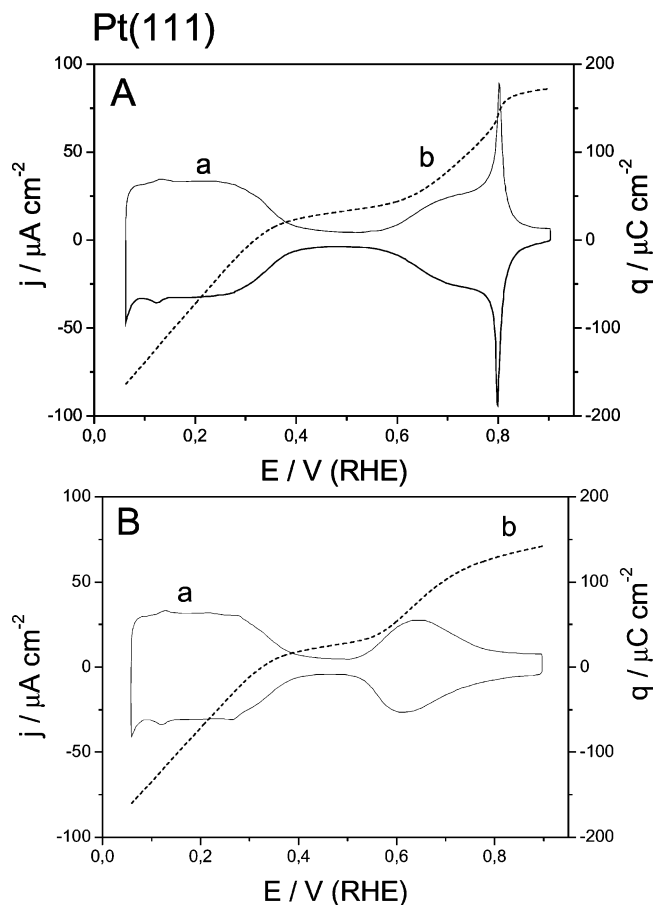 Pt(111)
A
a
b
100
50
0
-50
-100
j / μA cm-2
200
100
0
-100
-200
q / μC cm-2
0,0 0,2 0,4 0,6 0,8
E / V (RHE)
B
a
b
100
50
0
-50
-100
j / μA cm-2
200
100
0
-100
-200
q / μC cm-2
0,0 0,2 0,4 0,6 0,8
E / V (RHE)